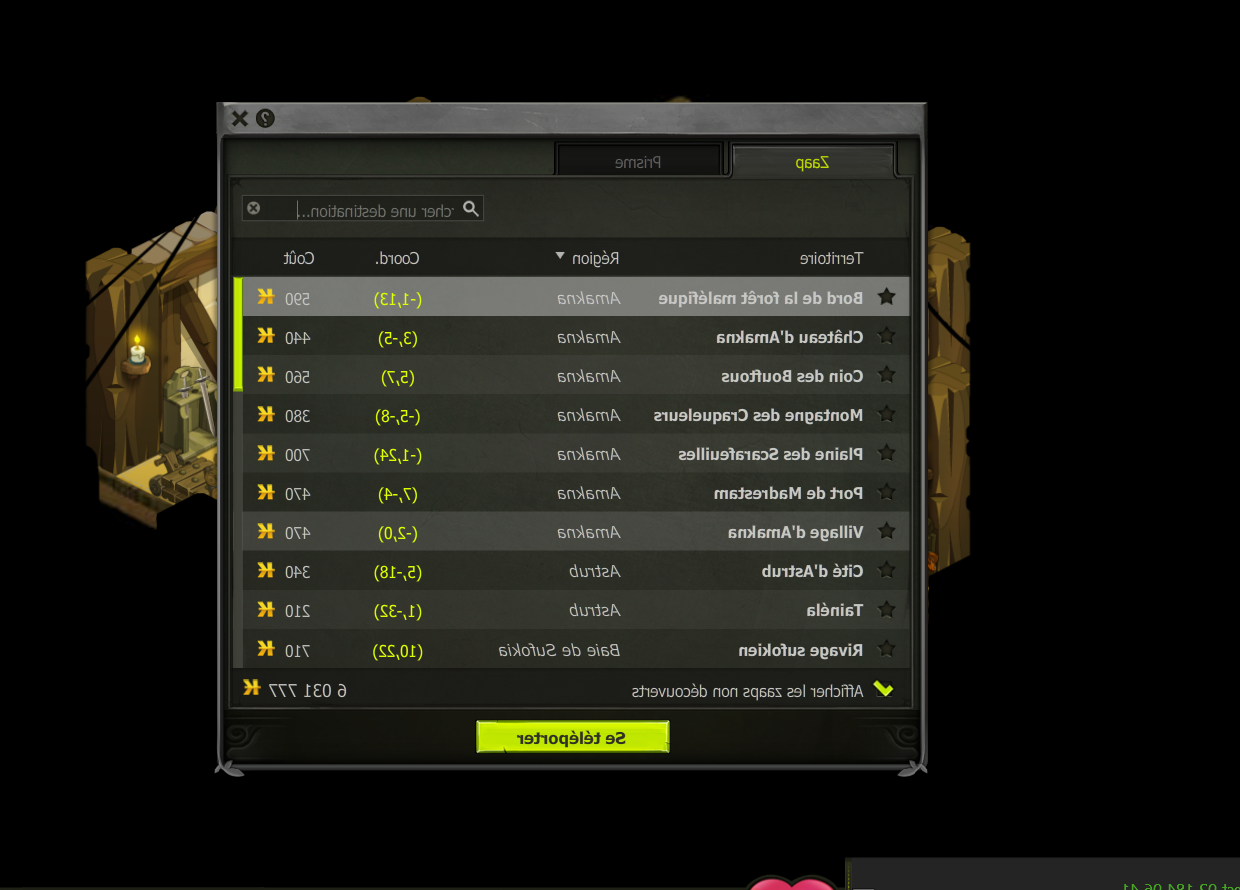 Zaap Prisme
rcher une destination...
Territoire Région Coord. Coût
Bord de la forêt maléfique Amakna (-1,13) 590
Château d'Amakna Amakna (3,-5) 440
Coin des Bouftous Amakna (5,7) 560
Montagne des Craqueleurs Amakna (-5,-8) 380
Plaine des Scarafeuilles Amakna (-1,24) 700
Port de Madrestam Amakna (7,-4) 470
Village d'Amakna Amakna (-2,0) 470
Cité d'Astrub Astrub (5,-18) 340
Tainéla Astrub (1,-32) 210
Rivage sufokien Baie de Sufokia (10,22) 710
Afficher les zaaps non découverts 6 031 777
Se téléporter